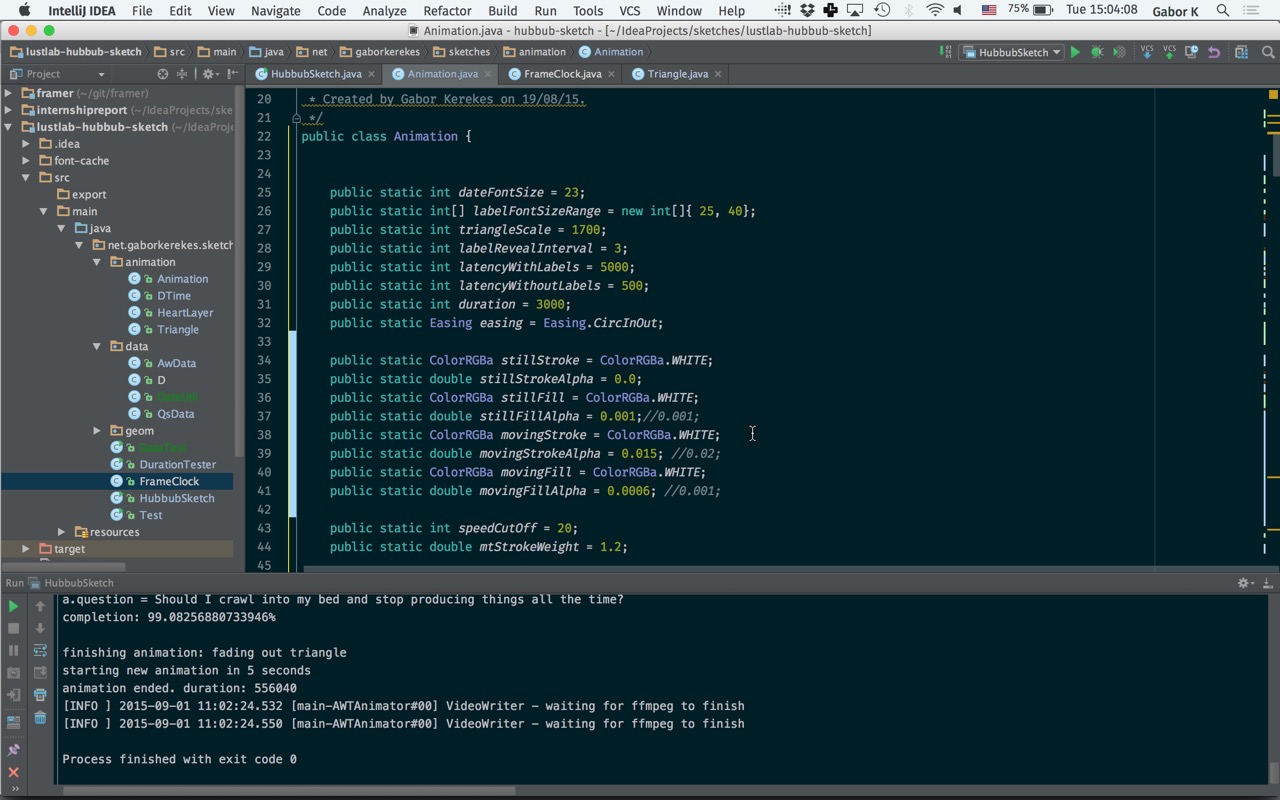 IntelliJ IDEA File Edit View Navigate Code Analyze Refactor Build Run Tools VCS Window Help 75% Tue 15:04:08 Gabor K
Animation.java - hubbub-sketch - [~/IdeaProjects/sketches/lustlab-hubbub-sketch]
lustlab-hubbub-sketch src main java net gaborkerekes sketches animation Animation HubbubSketch VCS VCS
Project HubbubSketch.java Animation.java FrameClock.java Triangle.java
framer (~/git/framer)
internshipreport (~/IdeaProjects/ske
lustlab-hubbub-sketch (~/IdeaProje
.idea
font-cache
src
export
main
java
net.gaborkerekes.sketch
animation
Animation
DTime
HeartLayer
Triangle
data
AwData
D
QsData
geom
DurationTester
FrameClock
HubbubSketch
Test
resources
target
20 * Created by Gabor Kerekes on 19/08/15.
21 */
22 public class Animation {
23
24
25 public static int dateFontSize = 23;
26 public static int[] labelFontSizeRange = new int[]{ 25, 40};
27 public static int triangleScale = 1700;
28 public static int labelRevealInterval = 3;
29 public static int latencyWithLabels = 5000;
30 public static int latencyWithoutLabels = 500;
31 public static int duration = 3000;
32 public static Easing easing = Easing.CircInOut;
33
34 public static ColorRGBa stillStroke = ColorRGBa.WHITE;
35 public static double stillStrokeAlpha = 0.0;
36 public static ColorRGBa stillFill = ColorRGBa.WHITE;
37 public static double stillFillAlpha = 0.001;//0.001;
38 public static ColorRGBa movingStroke = ColorRGBa.WHITE;
39 public static double movingStrokeAlpha = 0.015; //0.02;
40 public static ColorRGBa movingFill = ColorRGBa.WHITE;
41 public static double movingFillAlpha = 0.0006; //0.001;
42
43 public static int speedCutOff = 20;
44 public static double mtStrokeWeight = 1.2;
45
Run HubbubSketch
a.question = Should I crawl into my bed and stop producing things all the time?
completion: 99.08256880733946%
finishing animation: fading out triangle
starting new animation in 5 seconds
animation ended. duration: 556040
[INFO ] 2015-09-01 11:02:24.532 [main-AWTAnimator#00] VideoWriter - waiting for ffmpeg to finish
[INFO ] 2015-09-01 11:02:24.550 [main-AWTAnimator#00] VideoWriter - waiting for ffmpeg to finish
Process finished with exit code 0